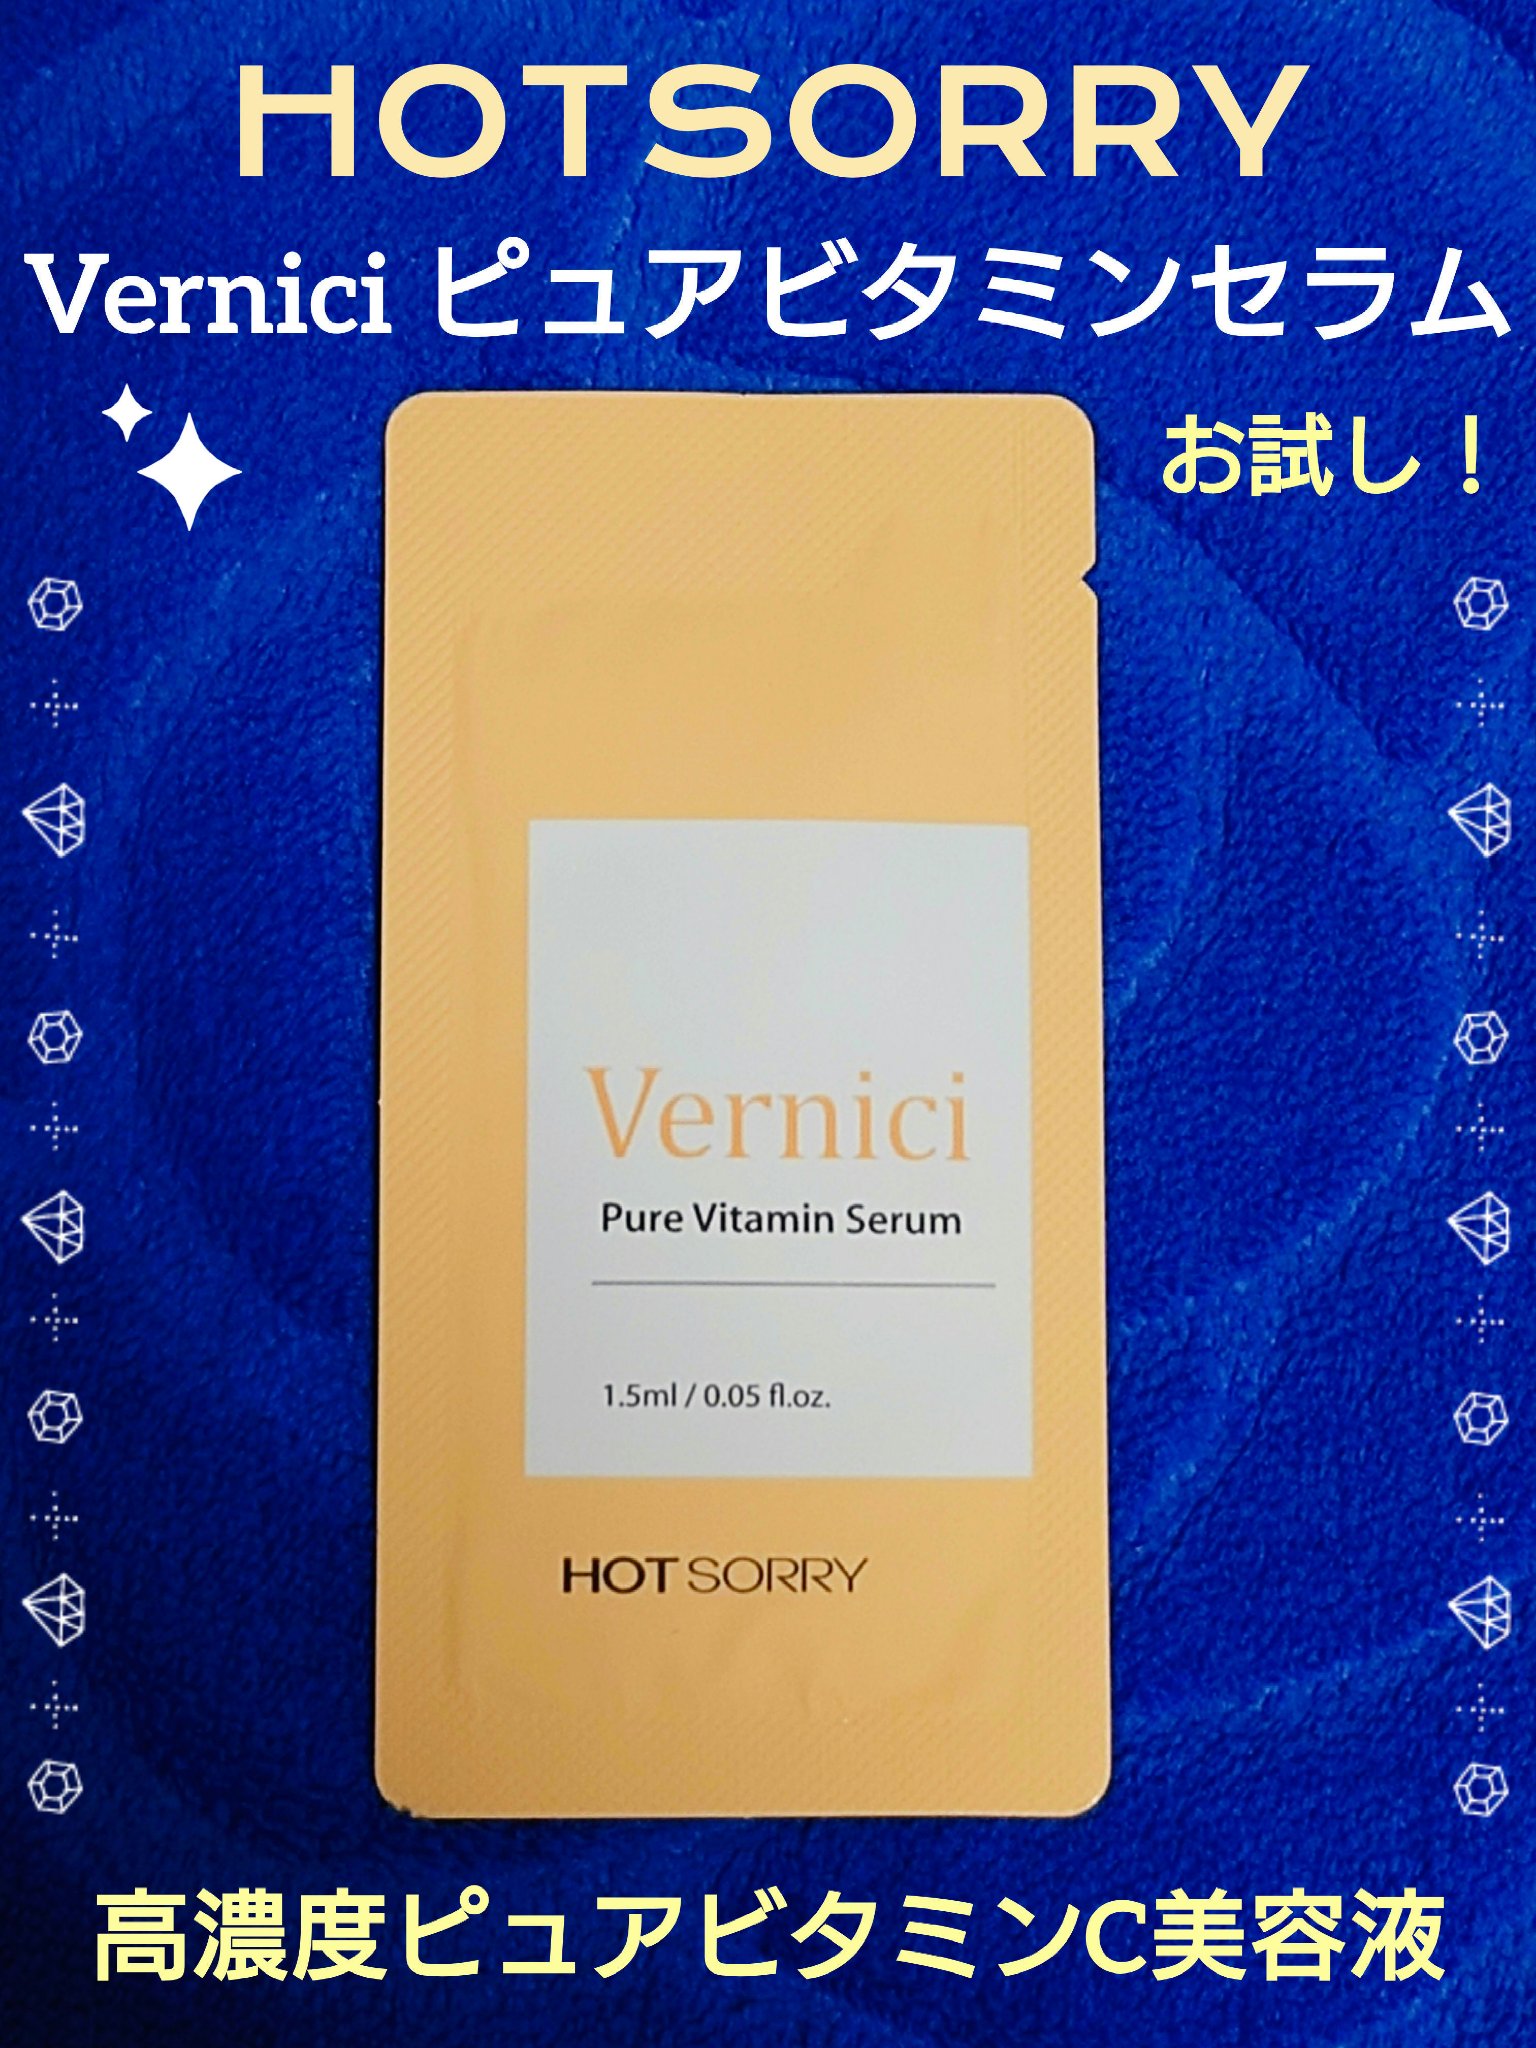 HOTSORRY
Vernici ピュアビタミンセラム
お試し！
Vernici
Pure Vitamin Serum
1.5ml / 0.05 fl.oz.
HOT SORRY
高濃度ピュアビタミンC美容液